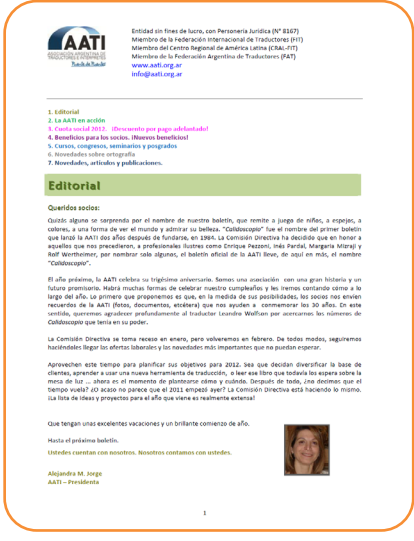 AATI
ASOCIACIÓN ARGENTINA DE
TRADUCTORES E INTÉRPRETES
Entidad sin fines de lucro, con Personería Jurídica (N° 8167)
Miembro de la Federación Internacional de Traductores (FIT)
Miembro del Centro Regional de América Latina (CRAL-FIT)
Miembro de la Federación Argentina de Traductores (FAT)
www.aati.org.ar
info@aati.org.ar
1. Editorial
2. La AATI en acción
3. Cuota social 2012. ¡Descuento por pago adelantado!
4. Beneficios para los socios. ¡Nuevos beneficios!
5. Cursos, congresos, seminarios y posgrados
6. Novedades sobre ortografía
7. Novedades, artículos y publicaciones.
Editorial
Queridos socios:
Quizás alguno se sorprenda por el nombre de nuestro boletín, que remite a juego de niños, a espejos, a
colores, a una forma de ver el mundo y admirar su belleza. "Calidoscopio" fue el nombre del primer boletín
que lanzó la AATI dos años después de fundarse, en 1984. La Comisión Directiva ha decidido que en honor a
aquellos que nos precedieron, a profesionales ilustres como Enrique Pezzoni, Inés Pardal, Margaria Mizraji y
Rolf Wertheimer, por nombrar solo algunos, el boletín oficial de la AATI lleve, de aquí en más, el nombre
"Calidoscopio".
El año próximo, la AATI celebra su trigésimo aniversario. Somos una asociación con una gran historia y un
futuro promisorio. Habrá muchas formas de celebrar nuestro cumpleaños y les iremos contando cómo a lo
largo del año. Lo primero que proponemos es que, en la medida de sus posibilidades, los socios nos envíen
recuerdos de la AATI (fotos, documentos, etcétera) que nos ayuden a conmemorar los 30 años. En este
sentido, queremos agradecer profundamente al traductor Leandro Wolfson por acercarnos los números de
Calidoscopio que tenía en su poder.
La Comisión Directiva se toma receso en enero, pero volveremos en febrero. De todos modos, seguiremos
haciéndoles llegar las ofertas laborales y las novedades más importantes que no puedan esperar.
Aprovechen este tiempo para planificar sus objetivos para 2012. Sea que decidan diversificar la base de
clientes, aprender a usar una nueva herramienta de traducción, o leer ese libro que todavía los espera sobre la
mesa de luz ... ahora es el momento de plantearse cómo y cuándo. Después de todo, ¿no decimos que el
tiempo vuela? ¿O acaso no parece que el 2011 empezó ayer? La Comisión Directiva está haciendo lo mismo.
¡La lista de ideas y proyectos para el año que viene es realmente extensa!
Que tengan unas excelentes vacaciones y un brillante comienzo de año.
Hasta el próximo boletín.
Ustedes cuentan con nosotros. Nosotros contamos con ustedes.
Alejandra M. Jorge
AATI – Presidenta
1